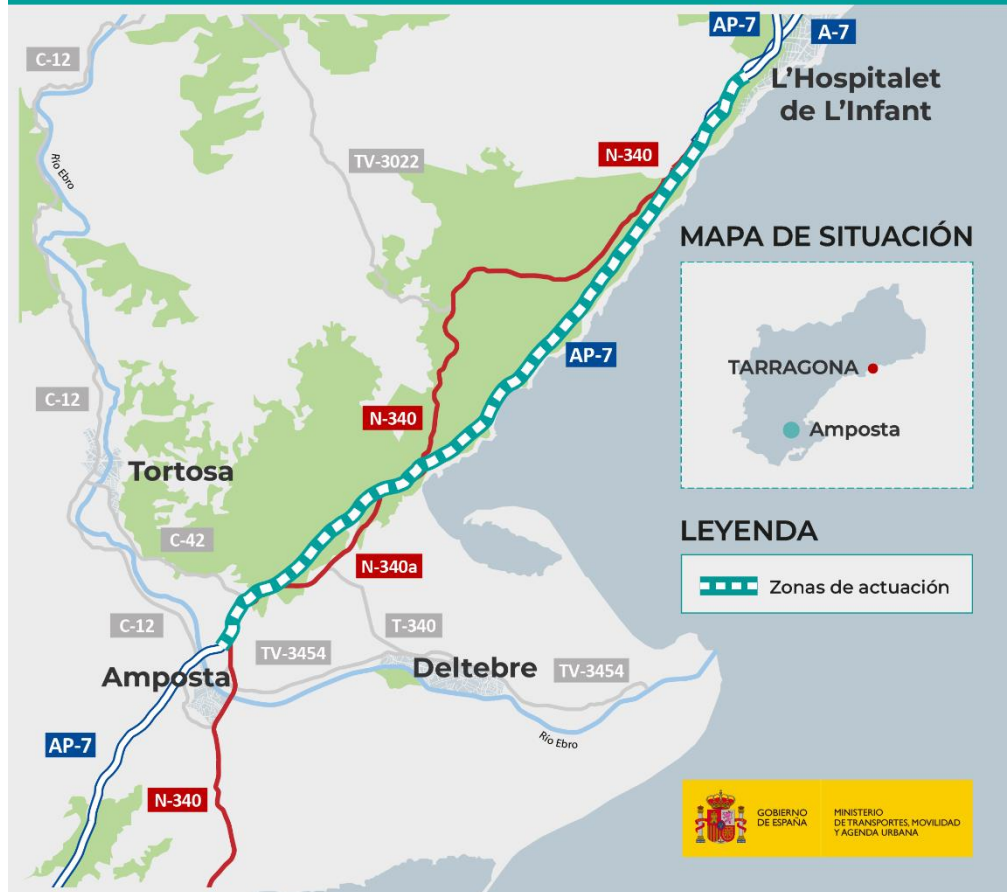 AP-7
A-7
C-12
L'Hospitalet
de L'Infant
Río Ebro
N-340
TV-3022
MAPA DE SITUACIÓN
TARRAGONA
Amposta
AP-7
C-12
N-340
Tortosa
LEYENDA
Zonas de actuación
C-42
N-340a
C-12
T-340
TV-3454
Deltebre
TV-3454
Amposta
Río Ebro
AP-7
N-340
GOBIERNO
DE ESPAÑA
MINISTERIO
DE TRANSPORTES, MOVILIDAD
Y AGENDA URBANA